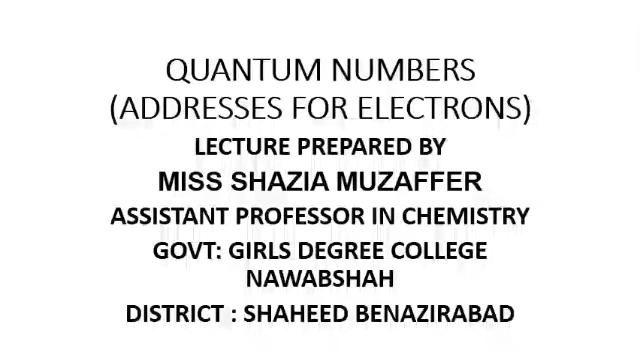 QUANTUM NUMBERS
(ADDRESSES FOR ELECTRONS)
LECTURE PREPARED BY
MISS SHAZIA MUZAFFER
ASSISTANT PROFESSOR IN CHEMISTRY
GOVT: GIRLS DEGREE COLLEGE
NAWABSHAH
DISTRICT : SHAHEED BENAZIRABAD